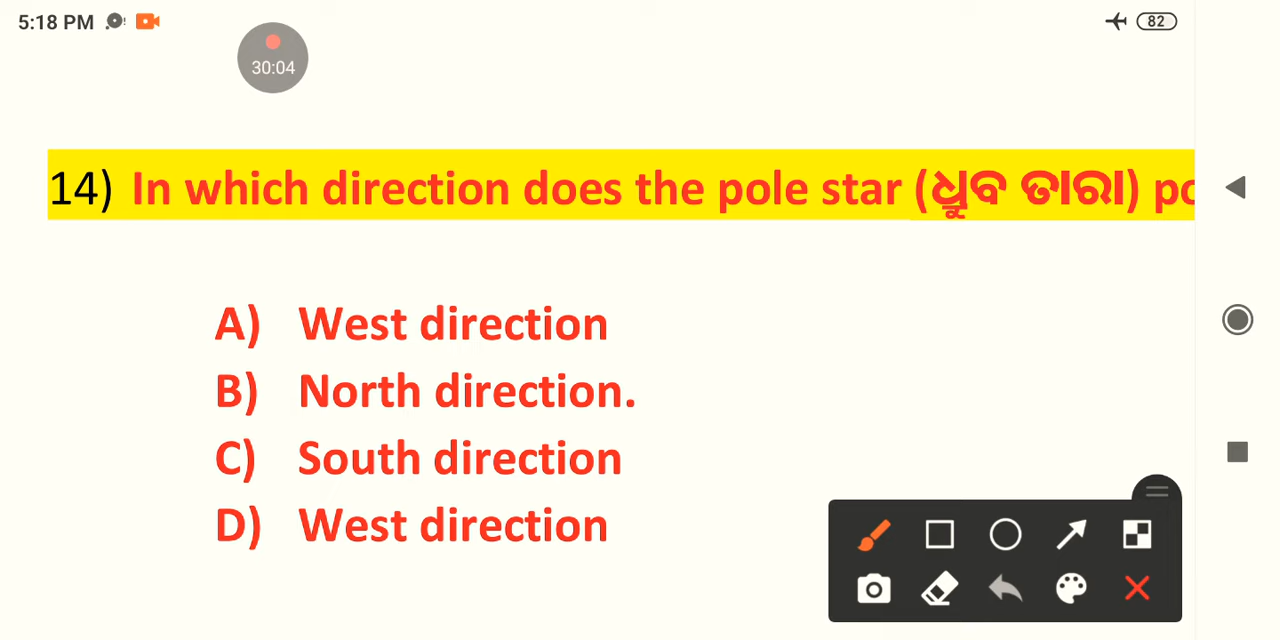 5:18 PM
82
30:04
14) In which direction does the pole star (ଧ୍ରୁବ ତାରା)
A) West direction
B) North direction.
C) South direction
D) West direction